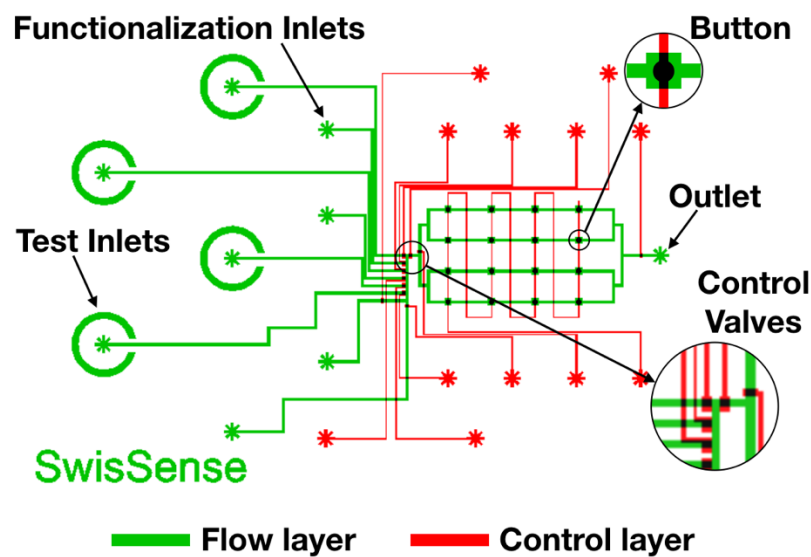 Functionalization Inlets
Button
Outlet
Test Inlets
Control
Valves
SwisSense
Flow layer
Control layer